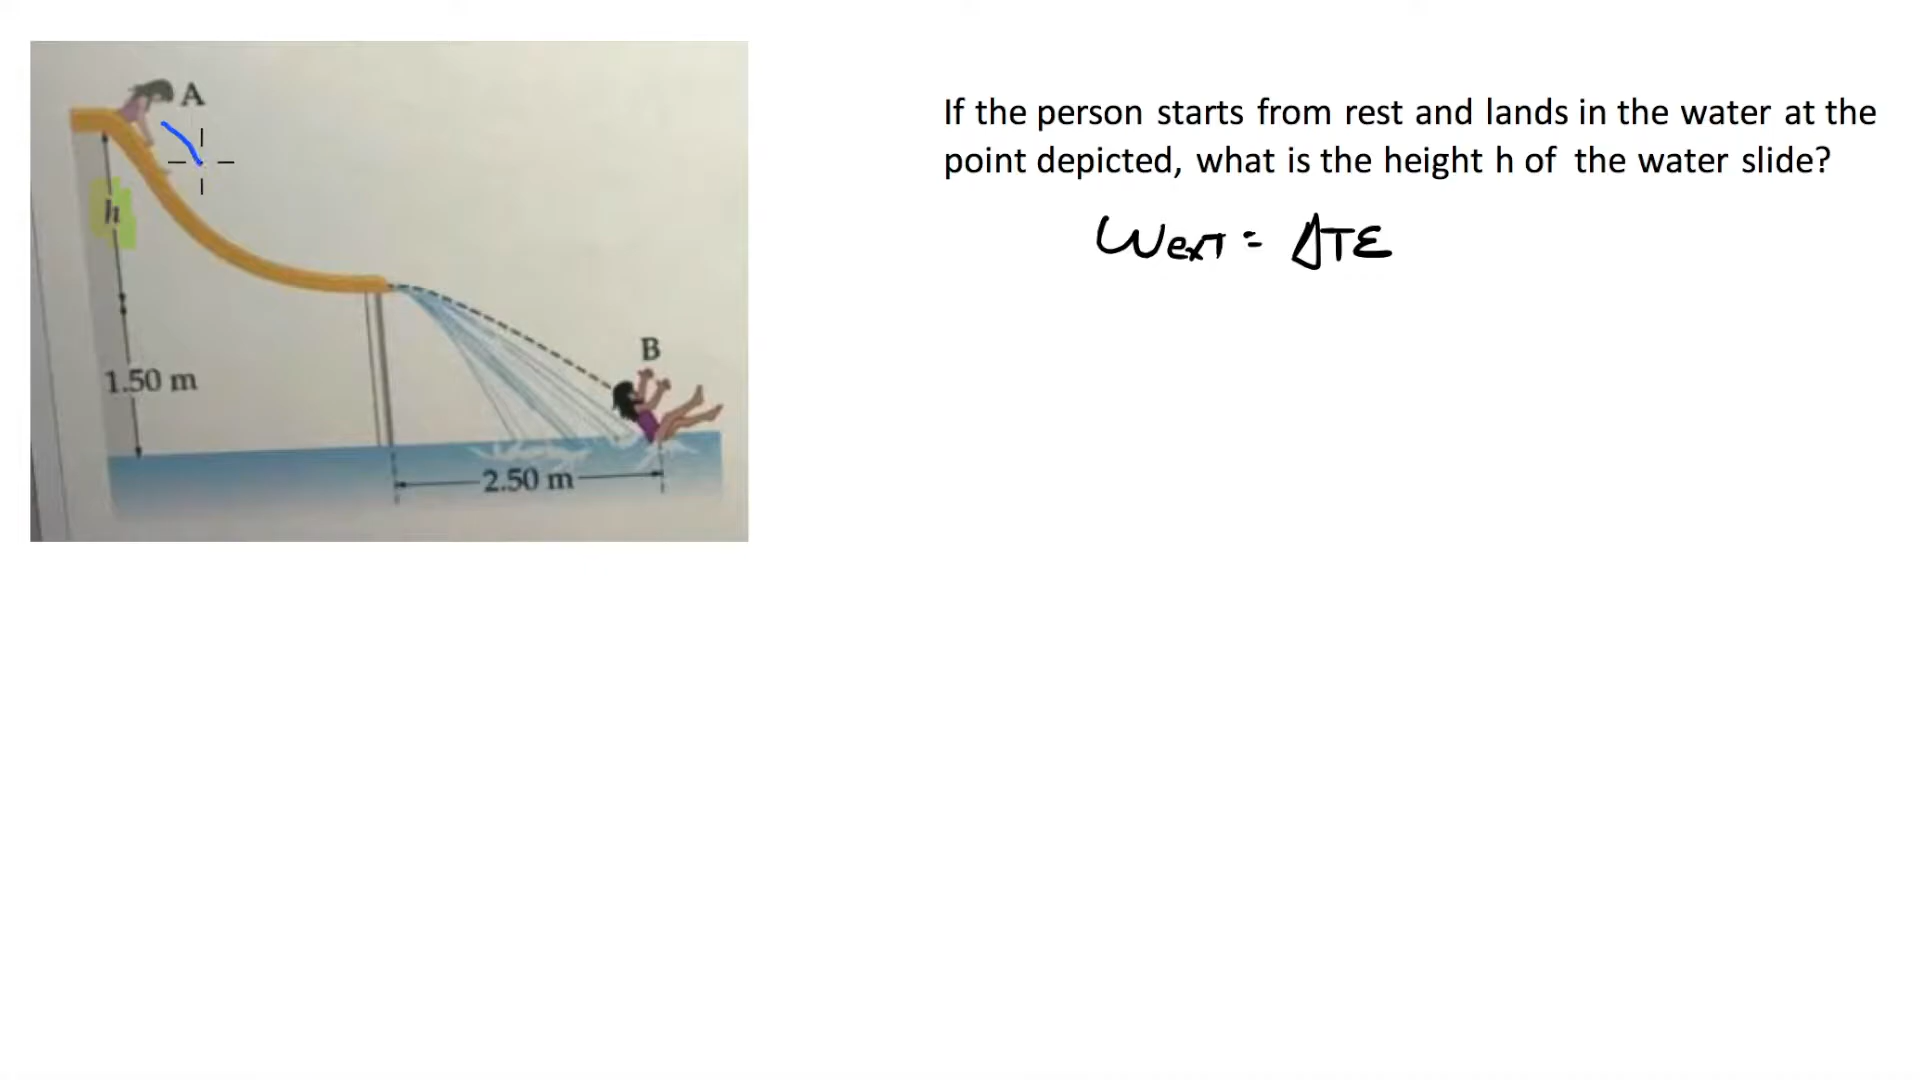 A
If the person starts from rest and lands in the water at the
point depicted, what is the height h of the water slide?
h
Wext = ΔTE
B
1.50 m
2.50 m